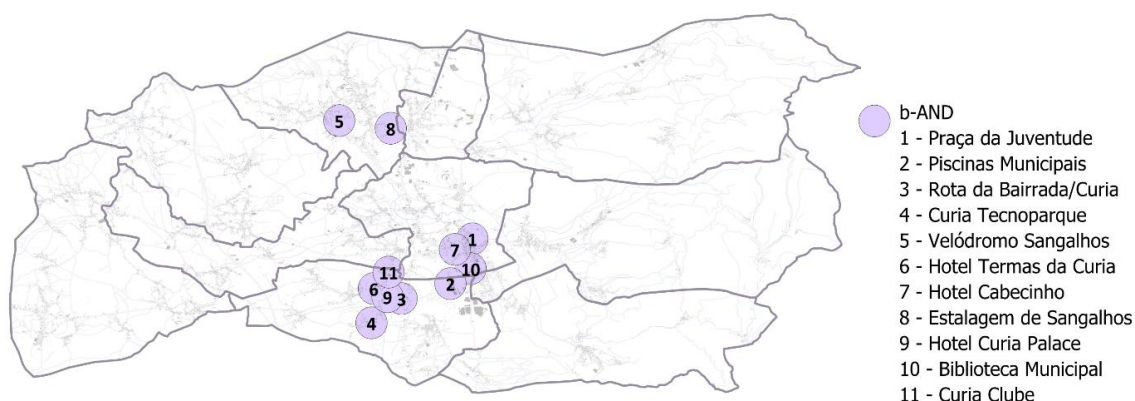 5
8
1
7
10
11
2
6
9
3
4
b-AND
1 - Praça da Juventude
2 - Piscinas Municipais
3 - Rota da Bairrada/Curia
4 - Curia Tecnoparque
5 - Velódromo Sangalhos
6 - Hotel Termas da Curia
7 - Hotel Cabecinho
8 - Estalagem de Sangalhos
9 - Hotel Curia Palace
10 - Biblioteca Municipal
11 - Curia Clube